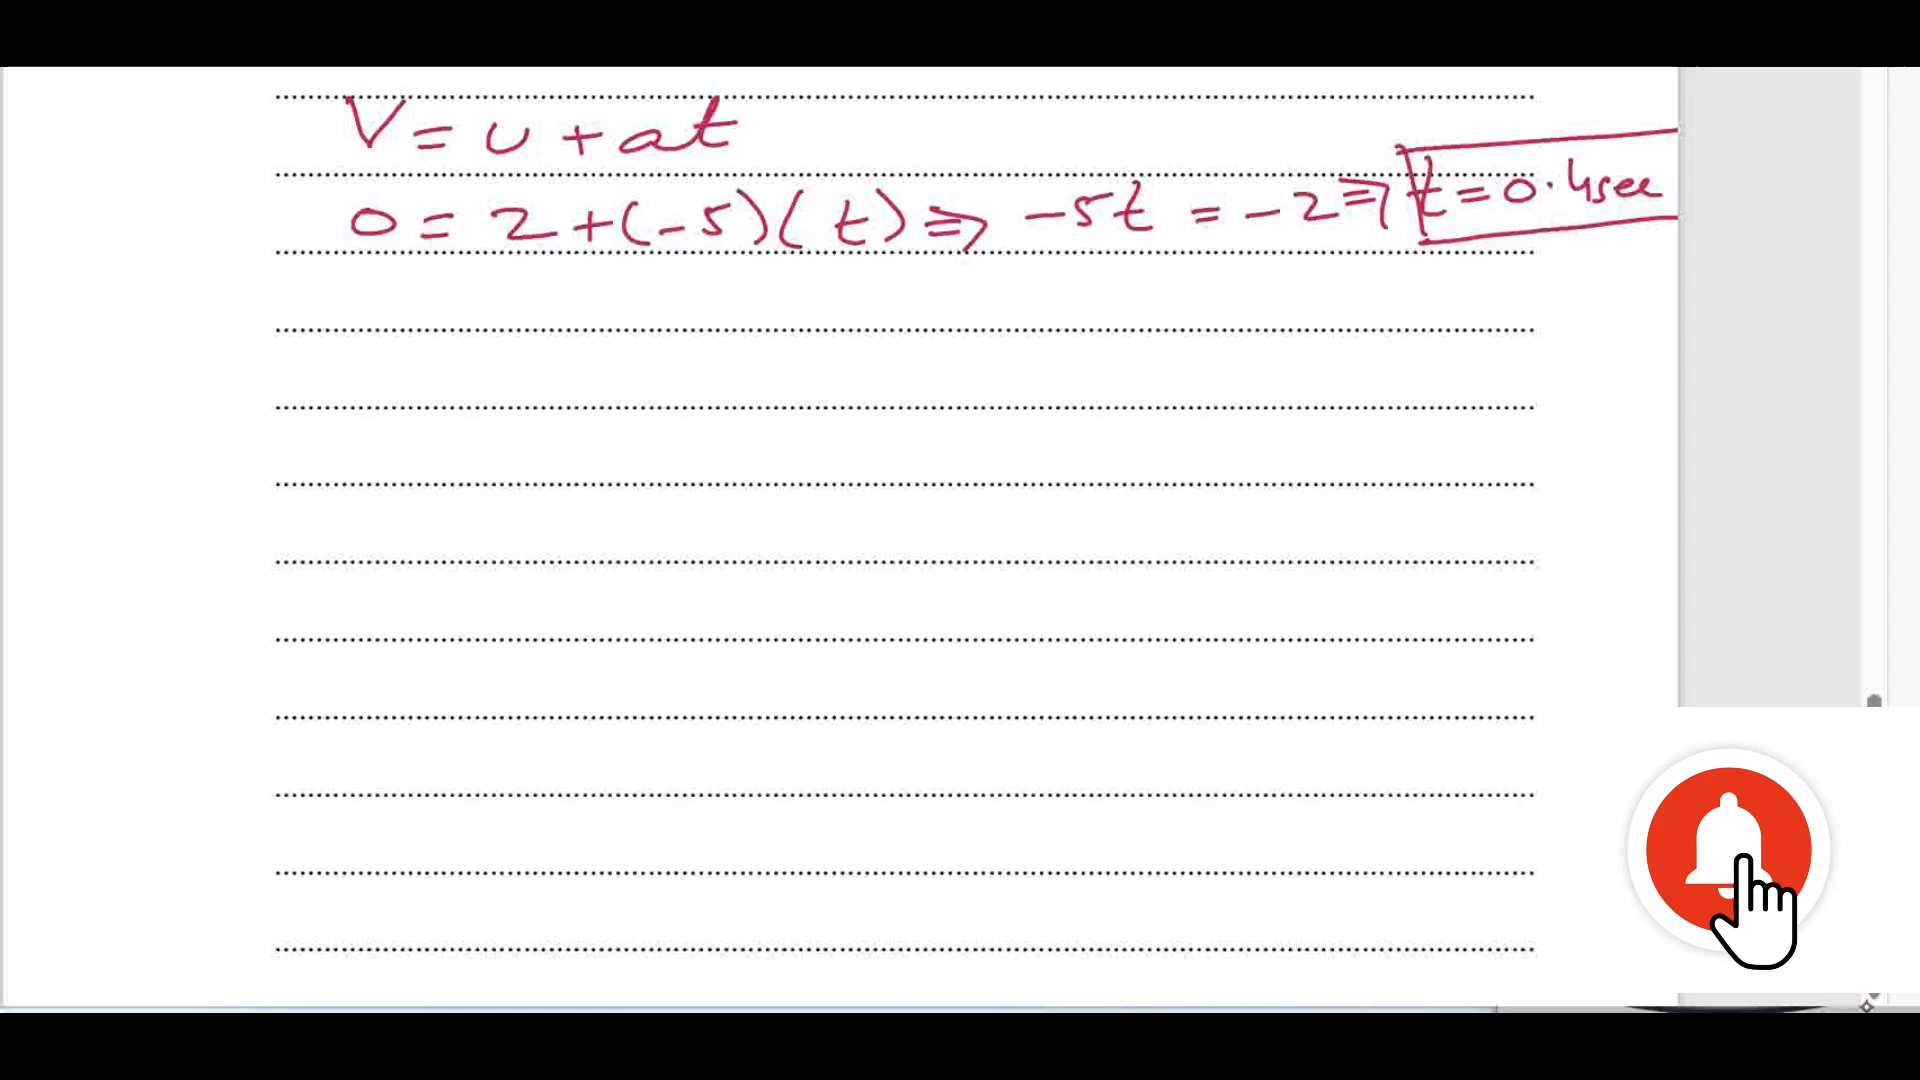 V = u + at
0 = 2 + (-5)(t) ⇒ -5t = -2 ⇒ t = 0.4sec